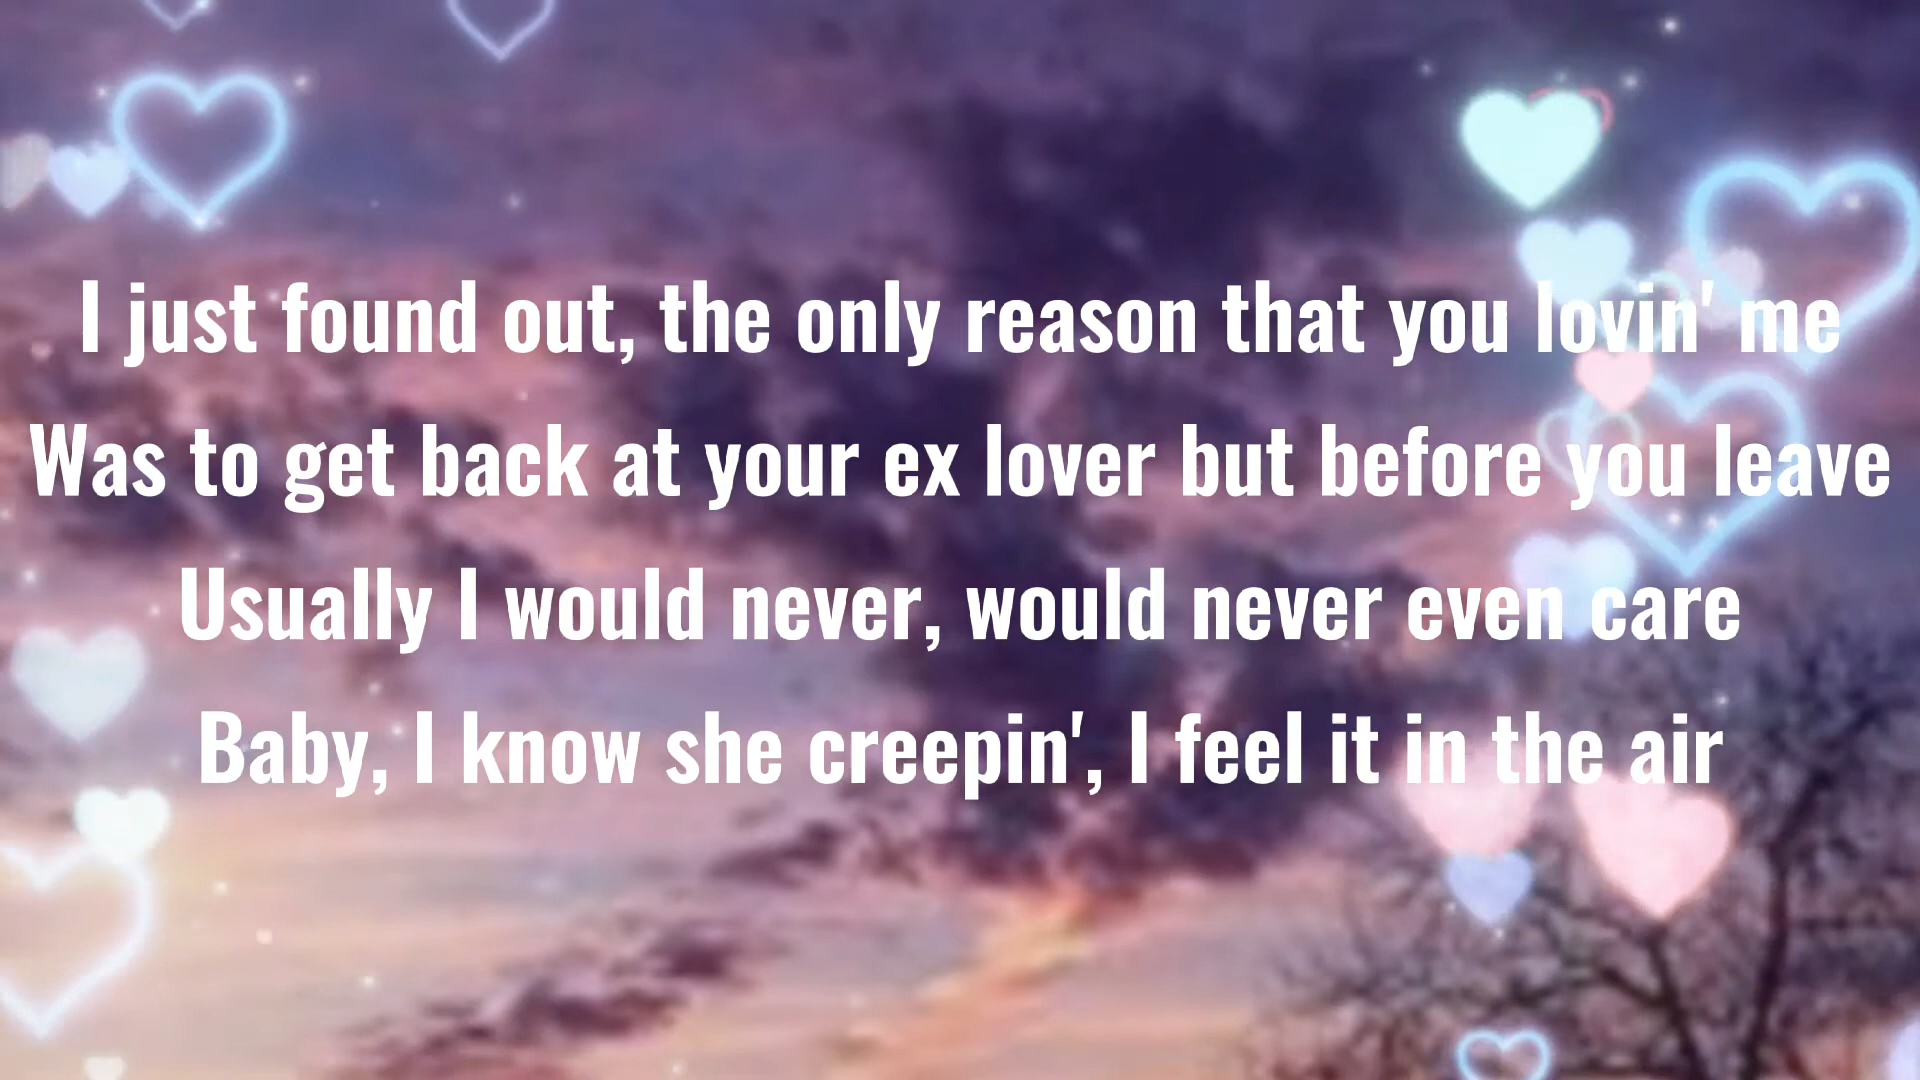 I just found out, the only reason that you lovin' me
Was to get back at your ex lover but before you leave
Usually I would never, would never even care
Baby, I know she creepin', I feel it in the air